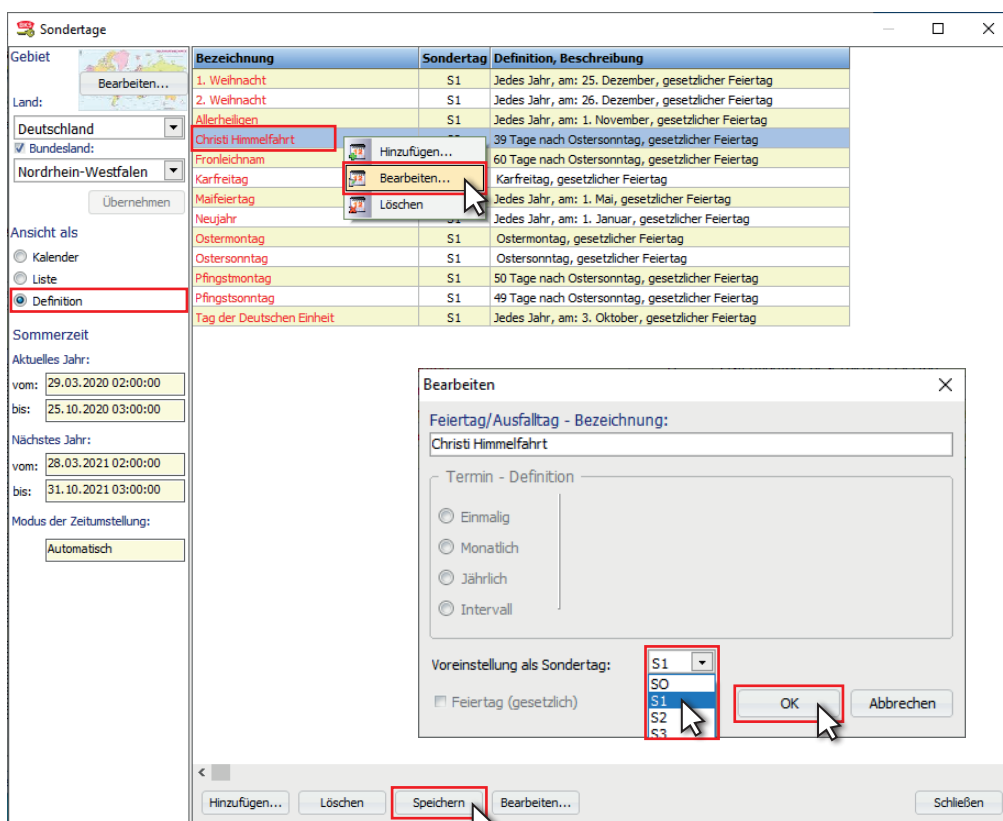 Sondertage
Gebiet
Bearbeiten...
Land:
Deutschland
Bundesland:
Nordrhein-Westfalen
Übernehmen
Ansicht als
Kalender
Liste
Definition
Sommerzeit
Aktuelles Jahr:
vom: 29.03.2020 02:00:00
bis: 25.10.2020 03:00:00
Nächstes Jahr:
vom: 28.03.2021 02:00:00
bis: 31.10.2021 03:00:00
Modus der Zeitumstellung:
Automatisch
Bezeichnung Sondertag Definition, Beschreibung
1. Weihnacht S1 Jedes Jahr, am: 25. Dezember, gesetzlicher Feiertag
2. Weihnacht S1 Jedes Jahr, am: 26. Dezember, gesetzlicher Feiertag
Allerheiligen S1 Jedes Jahr, am: 1. November, gesetzlicher Feiertag
Christi Himmelfahrt 39 Tage nach Ostersonntag, gesetzlicher Feiertag
Fronleichnam 60 Tage nach Ostersonntag, gesetzlicher Feiertag
Karfreitag Karfreitag, gesetzlicher Feiertag
Maifeiertag Jedes Jahr, am: 1. Mai, gesetzlicher Feiertag
Neujahr S1 Jedes Jahr, am: 1. Januar, gesetzlicher Feiertag
Ostermontag S1 Ostermontag, gesetzlicher Feiertag
Ostersonntag S1 Ostersonntag, gesetzlicher Feiertag
Pfingstmontag S1 50 Tage nach Ostersonntag, gesetzlicher Feiertag
Pfingstsonntag S1 49 Tage nach Ostersonntag, gesetzlicher Feiertag
Tag der Deutschen Einheit S1 Jedes Jahr, am: 3. Oktober, gesetzlicher Feiertag
Hinzufügen...
Bearbeiten...
Löschen
Bearbeiten
Feiertag/Ausfalltag - Bezeichnung:
Christi Himmelfahrt
Termin - Definition
Einmalig
Monatlich
Jährlich
Intervall
Voreinstellung als Sondertag: S1
SO
S1
S2
S3
Feiertag (gesetzlich)
OK Abbrechen
Hinzufügen... Löschen Speichern Bearbeiten... Schließen